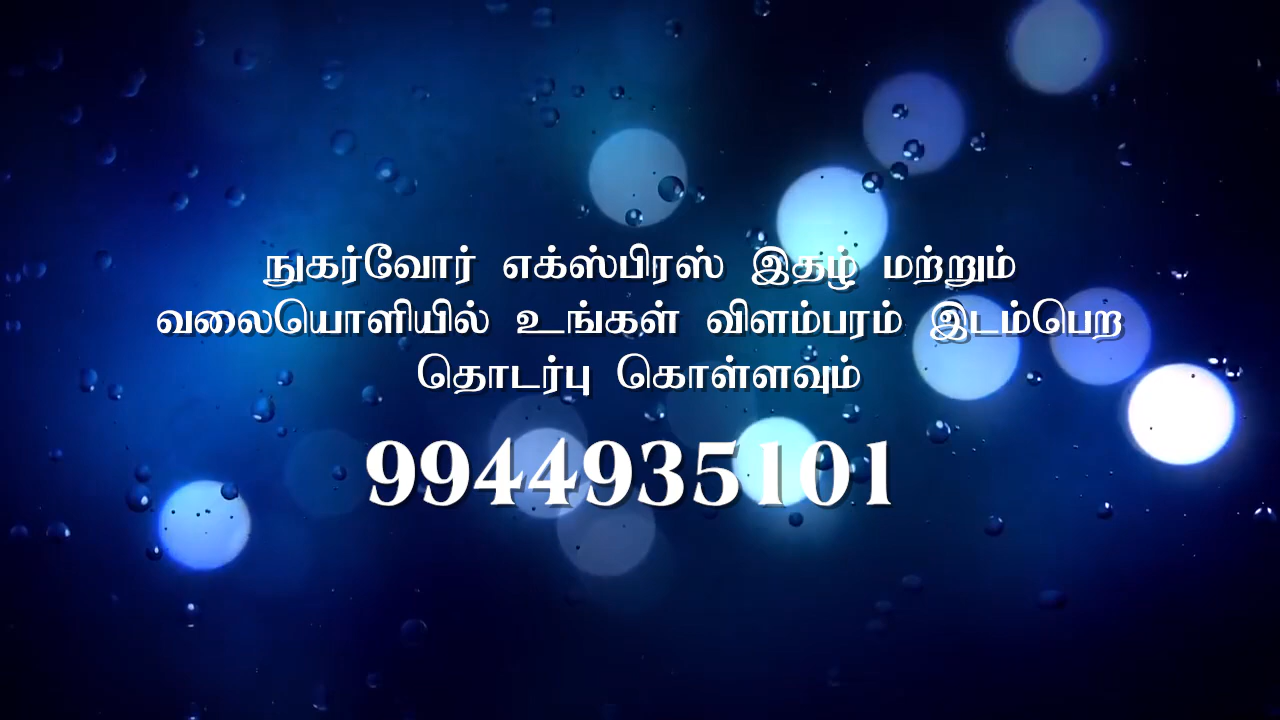 நுகர்வோர் எக்ஸ்பிரஸ் இதழ் மற்றும்
வலையொளியில் உங்கள் விளம்பரம் இடம்பெற
தொடர்பு கொள்ளவும்
9944935101